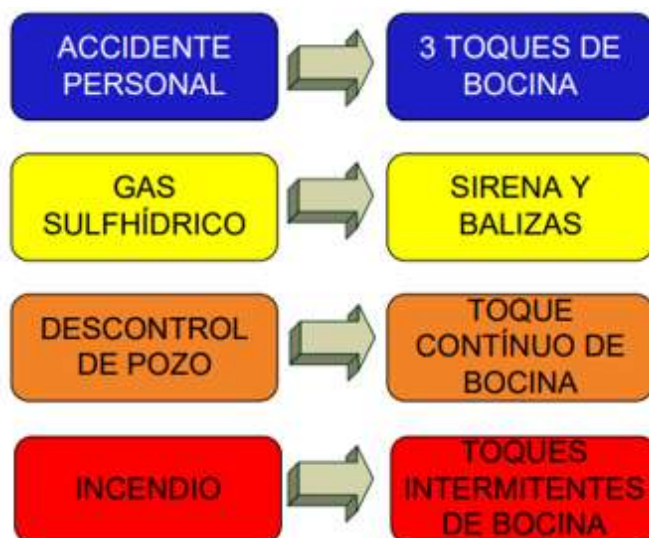 ACCIDENTE
PERSONAL
3 TOQUES DE
BOCINA
GAS
SULFHÍDRICO
SIRENA Y
BALIZAS
DESCONTROL
DE POZO
TOQUE
CONTÍNUO DE
BOCINA
INCENDIO
TOQUES
INTERMITENTES
DE BOCINA